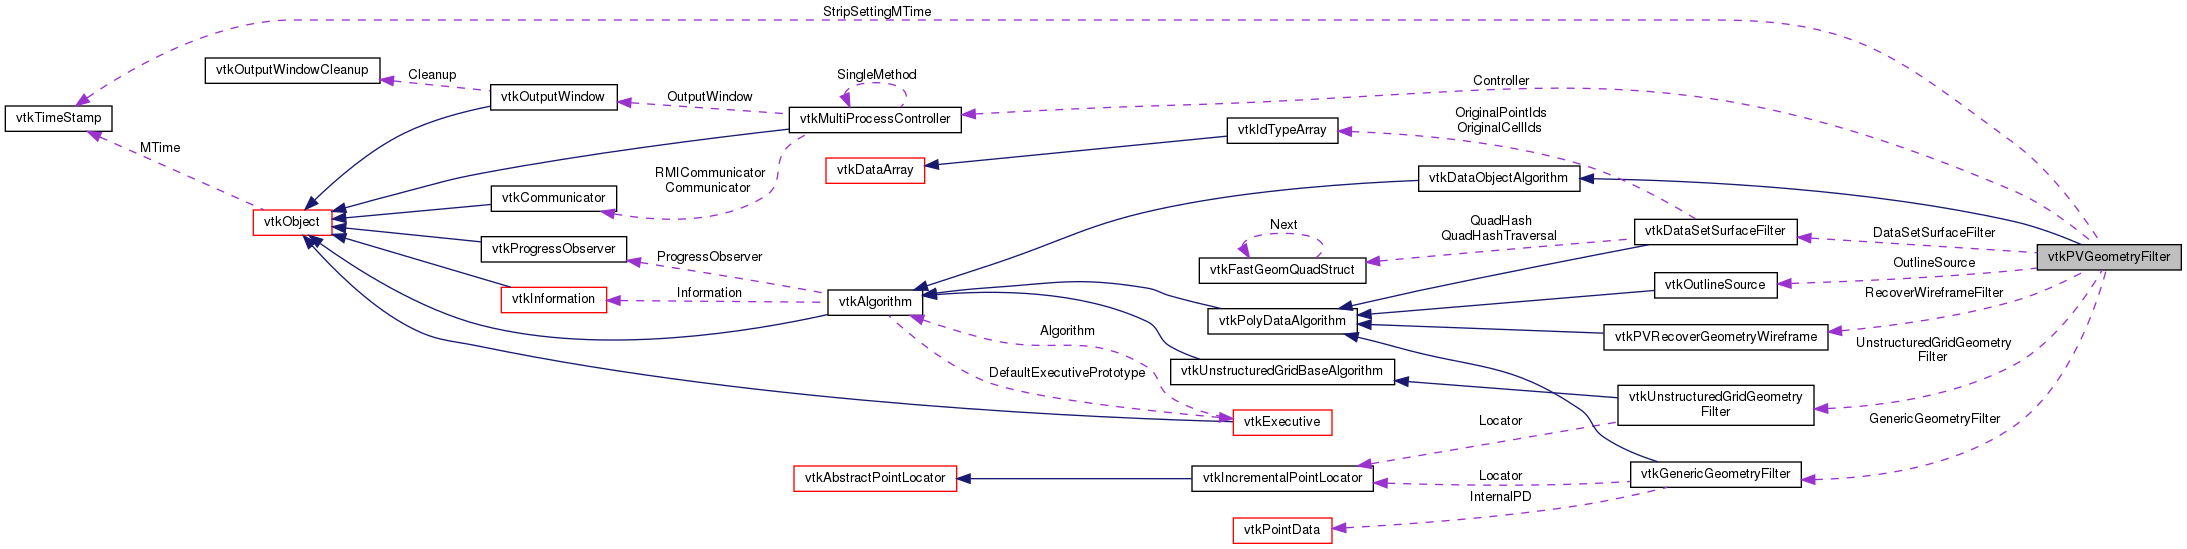 StripSettingMTime
vtkOutputWindowCleanup
Cleanup
SingleMethod
Controller
vtkOutputWindow
OutputWindow
vtkTimeStamp
vtkMultiProcessController
OriginalPointIds
OriginalCellIds
vtkIdTypeArray
MTime
vtkDataArray
RMICommunicator
Communicator
vtkDataObjectAlgorithm
vtkCommunicator
vtkObject
QuadHash
QuadHashTraversal
vtkDataSetSurfaceFilter
DataSetSurfaceFilter
Next
vtkProgressObserver
ProgressObserver
vtkPVGeometryFilter
vtkFastGeomQuadStruct
OutlineSource
vtkOutlineSource
vtkInformation
Information
vtkAlgorithm
RecoverWireframeFilter
vtkPolyDataAlgorithm
Algorithm
vtkPVRecoverGeometryWireframe
UnstructuredGridGeometry
Filter
DefaultExecutivePrototype
vtkUnstructuredGridBaseAlgorithm
vtkUnstructuredGridGeometry
Filter
vtkExecutive
Locator
GenericGeometryFilter
vtkAbstractPointLocator
vtkIncrementalPointLocator
Locator
vtkGenericGeometryFilter
InternalPD
vtkPointData